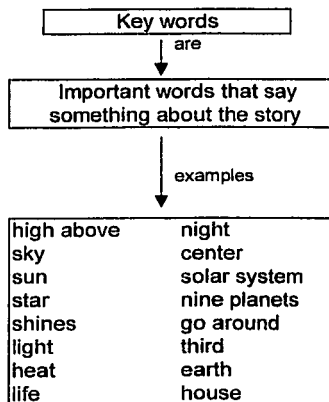 Key words
are
Important words that say
something about the story
examples
high above night
sky center
sun solar system
star nine planets
shines go around
light third
heat earth
life house